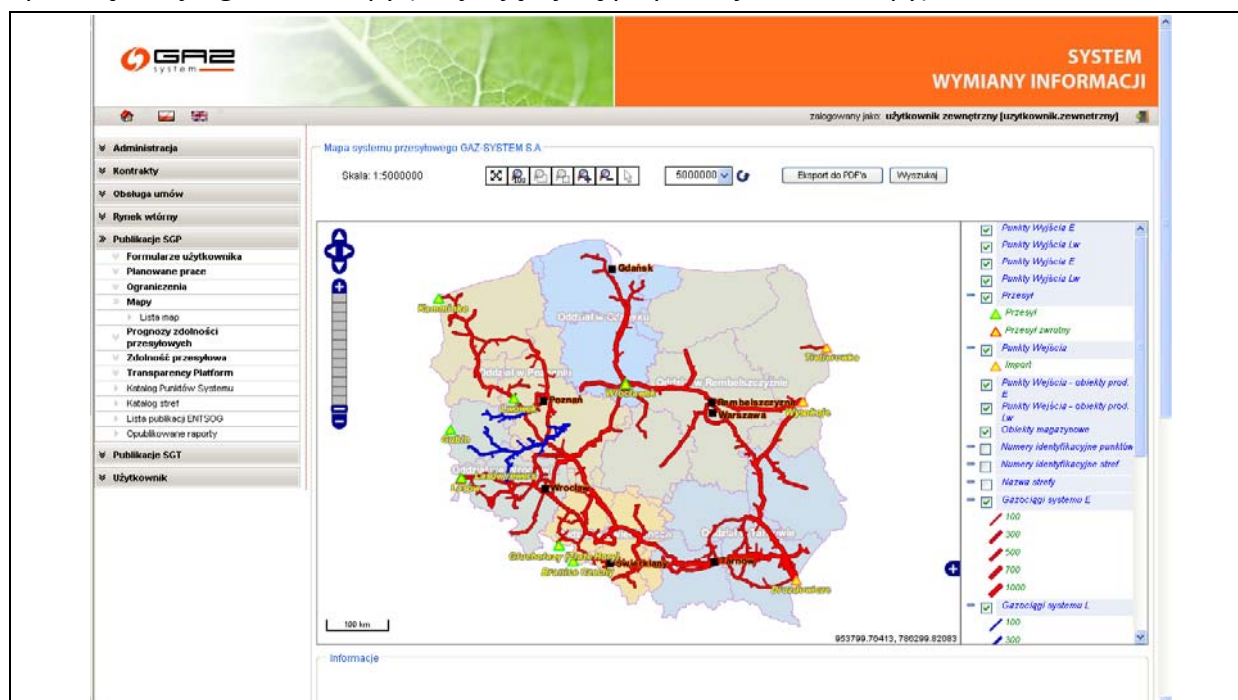 GAZ
system
SYSTEM
WYMIANY INFORMACJI
zalogowany jako: użytkownik zewnętrzny [uzytkownik.zewnetrzny]
Administracja
Kontrakty
Obsługa umów
Rynek wtórny
Publikacje SGP
Formularze użytkownika
Planowane prace
Ograniczenia
Mapy
Lista map
Prognozy zdolności
przesyłowych
Zdolność przesyłowa
Transparency Platform
Katalog Punktów Systemu
Katalog stref
Lista publikacji ENTSOG
Opublikowane raporty
Publikacje SGT
Użytkownik
Mapa systemu przesyłowego GAZ-SYSTEM S.A
Skala: 1:5000000
5000000
Eksport do PDF'a
Wyszukaj
Gdańsk
Oddział w Gdańsku
Kamminke
Tietierowka
Oddział w Poznaniu
Oddział w Rembelszczyźnie
Włocławek
Poznań
Lwówek
Rembelszczyzna
Warszawa
Wysokoje
Gubin
Wrocław
Lasów
Głuchołazy (Zlate Hory)
Branice
Świerklany
Tarnów
Oddział w Tarnowie
Drozdowicze
100 km
953799.70413, 786299.82083
Punkty Wyjścia E
Punkty Wyjścia Lw
Punkty Wyjścia E
Punkty Wyjścia Lw
Przesył
Przesył
Przesył zwrotny
Punkty Wejścia
Import
Punkty Wejścia - obiekty prod.
E
Punkty Wejścia - obiekty prod.
Lw
Obiekty magazynowe
Numery identyfikacyjne punktów
Numery identyfikacyjne stref
Nazwa strefy
Gazociągi systemu E
100
300
500
700
1000
Gazociągi systemu L
100
300
Informacje